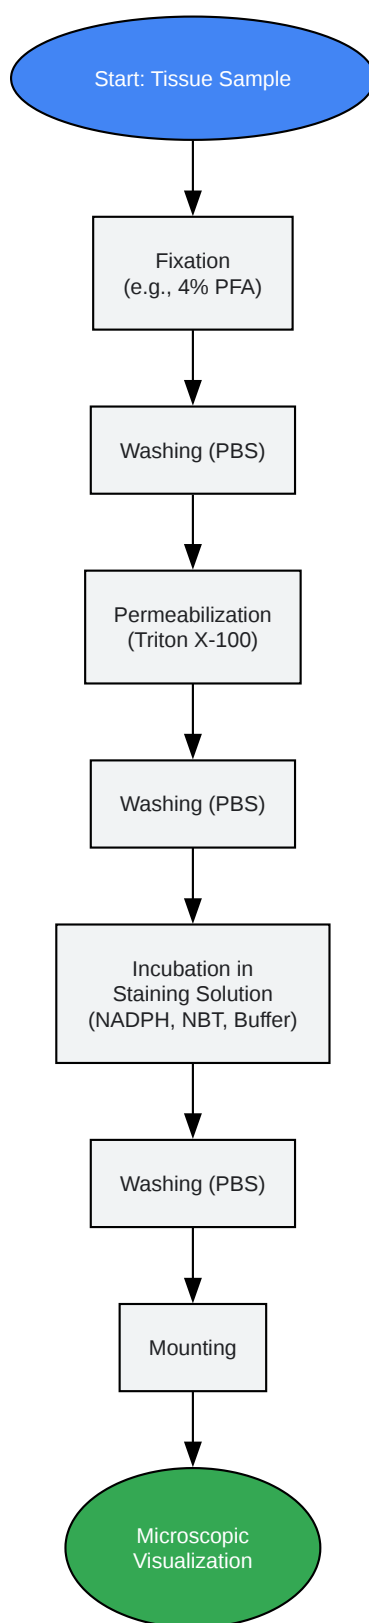 Start: Tissue Sample
Fixation
(e.g., 4% PFA)
Washing (PBS)
Permeabilization
(Triton X-100)
Washing (PBS)
Incubation in
Staining Solution
(NADPH, NBT, Buffer)
Washing (PBS)
Mounting
Microscopic
Visualization